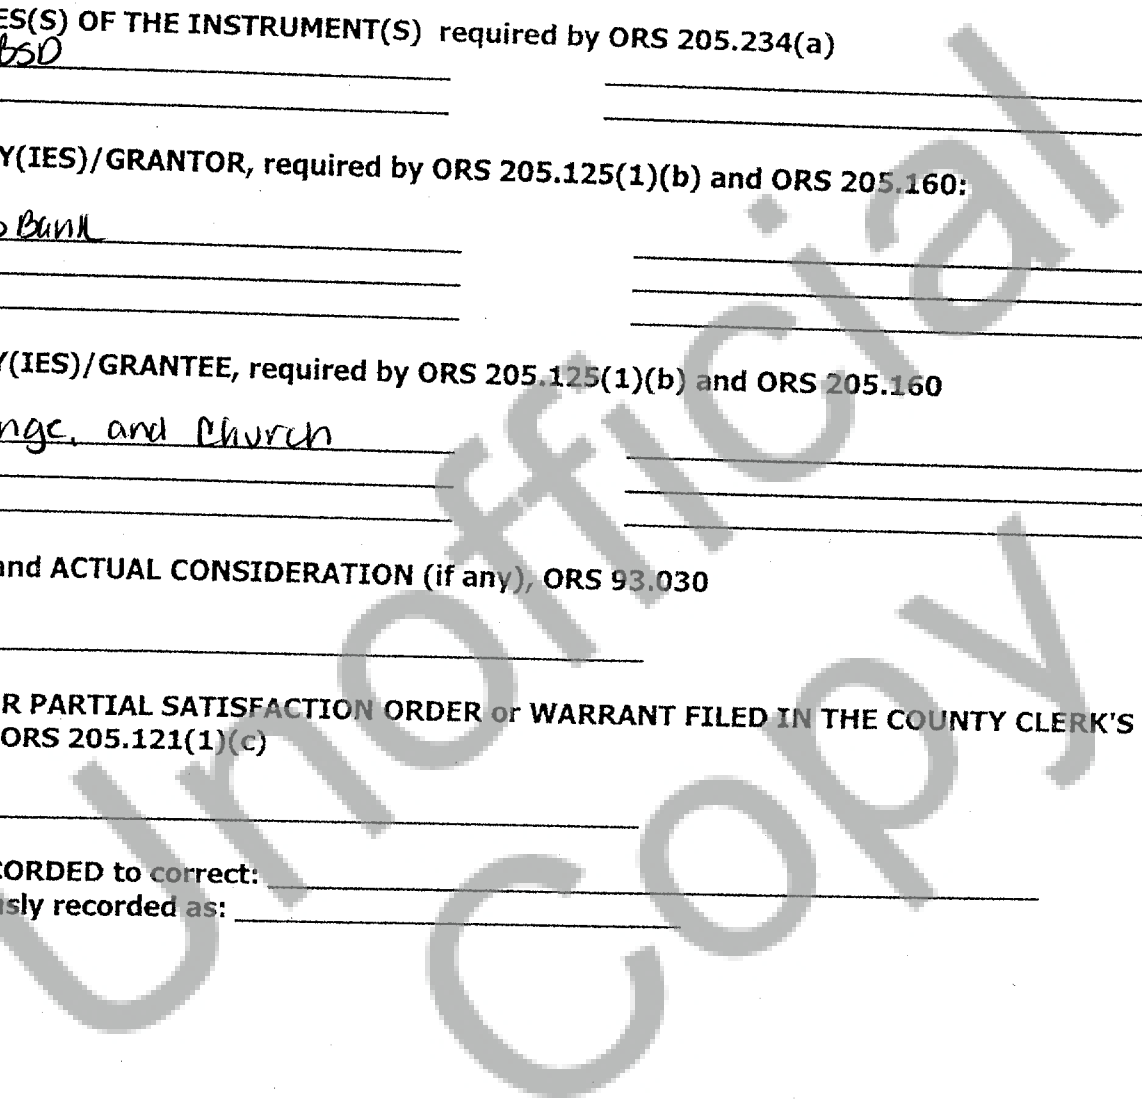 ES(S) OF THE INSTRUMENT(S) required by ORS 205.234(a)
BSD
Y(IES)/GRANTOR, required by ORS 205.125(1)(b) and ORS 205.160:
o Bank
Y(IES)/GRANTEE, required by ORS 205.125(1)(b) and ORS 205.160
nge, and Church
and ACTUAL CONSIDERATION (if any), ORS 93.030
R PARTIAL SATISFACTION ORDER or WARRANT FILED IN THE COUNTY CLERK'S
ORS 205.121(1)(c)
CORDED to correct:
sly recorded as:
Unofficial
Copy